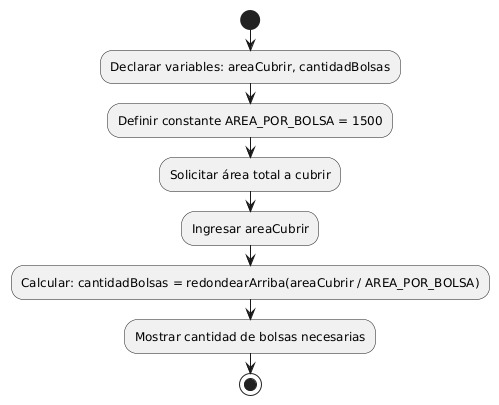 Declarar variables: areaCubrir, cantidadBolsas
Definir constante AREA_POR_BOLSA = 1500
Solicitar área total a cubrir
Ingresar areaCubrir
Calcular: cantidadBolsas = redondearArriba(areaCubrir / AREA_POR_BOLSA)
Mostrar cantidad de bolsas necesarias